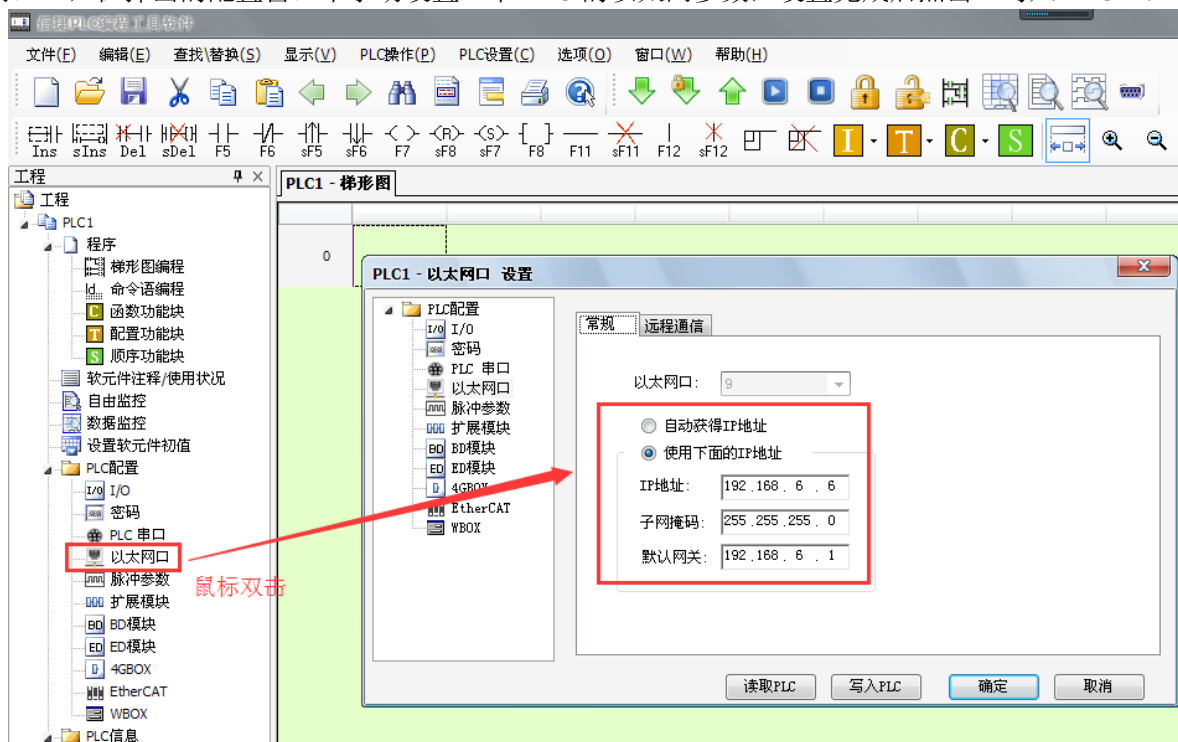 信捷PLC编程工具软件
文件(F) 编辑(E) 查找\替换(S) 显示(V) PLC操作(P) PLC设置(C) 选项(O) 窗口(W) 帮助(H)
Ins sIns Del sDel F5 F6 sF5 sF6 F7 sF8 sF7 F8 F11 sF11 F12 sF12 I T C S
工程
PLC1 - 梯形图
工程
PLC1
程序
梯形图编程
命令语编程
函数功能块
配置功能块
顺序功能块
软元件注释/使用状况
自由监控
数据监控
设置软元件初值
PLC配置
I/O
密码
PLC 串口
以太网口
脉冲参数
扩展模块
BD模块
ED模块
4GBOX
EtherCAT
WBOX
PLC信息
鼠标双击
0
PLC1 - 以太网口 设置
PLC配置
I/O
密码
PLC 串口
以太网口
脉冲参数
扩展模块
BD模块
ED模块
4GBOX
EtherCAT
WBOX
常规 远程通信
以太网口: 9
自动获得IP地址
使用下面的IP地址
IP地址: 192.168. 6 . 6
子网掩码: 255.255.255. 0
默认网关: 192.168. 6 . 1
读取PLC 写入PLC 确定 取消